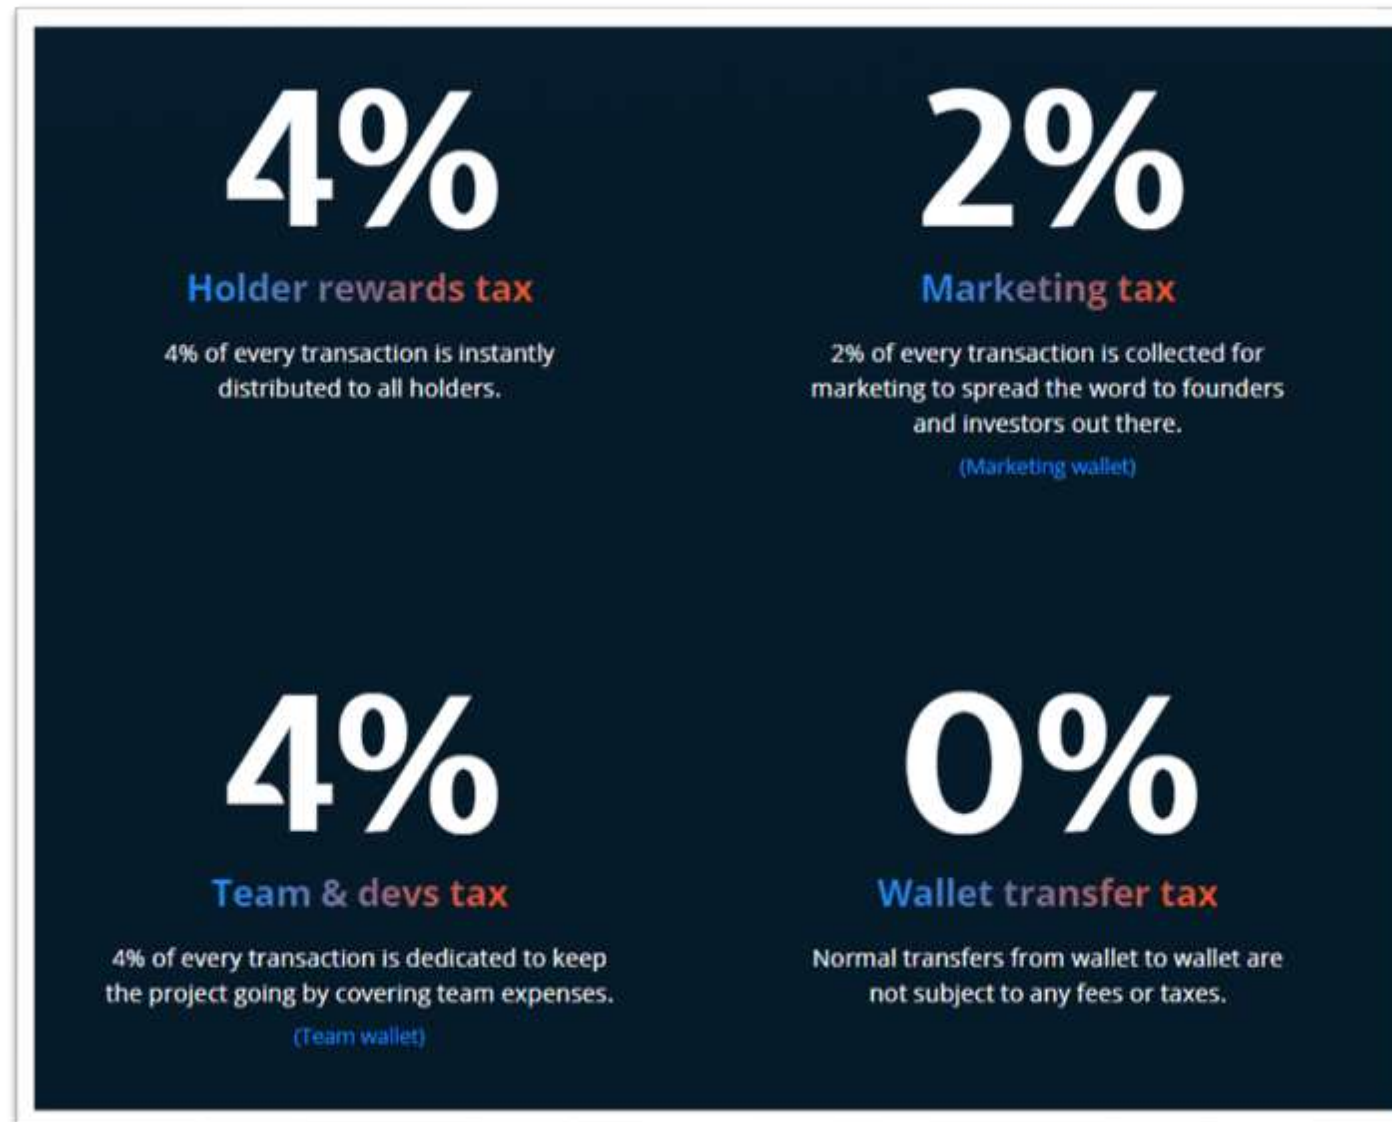 4%
Holder rewards tax
4% of every transaction is instantly
distributed to all holders.
2%
Marketing tax
2% of every transaction is collected for
marketing to spread the word to founders
and investors out there.
(Marketing wallet)
4%
Team & devs tax
4% of every transaction is dedicated to keep
the project going by covering team expenses.
(Team wallet)
0%
Wallet transfer tax
Normal transfers from wallet to wallet are
not subject to any fees or taxes.